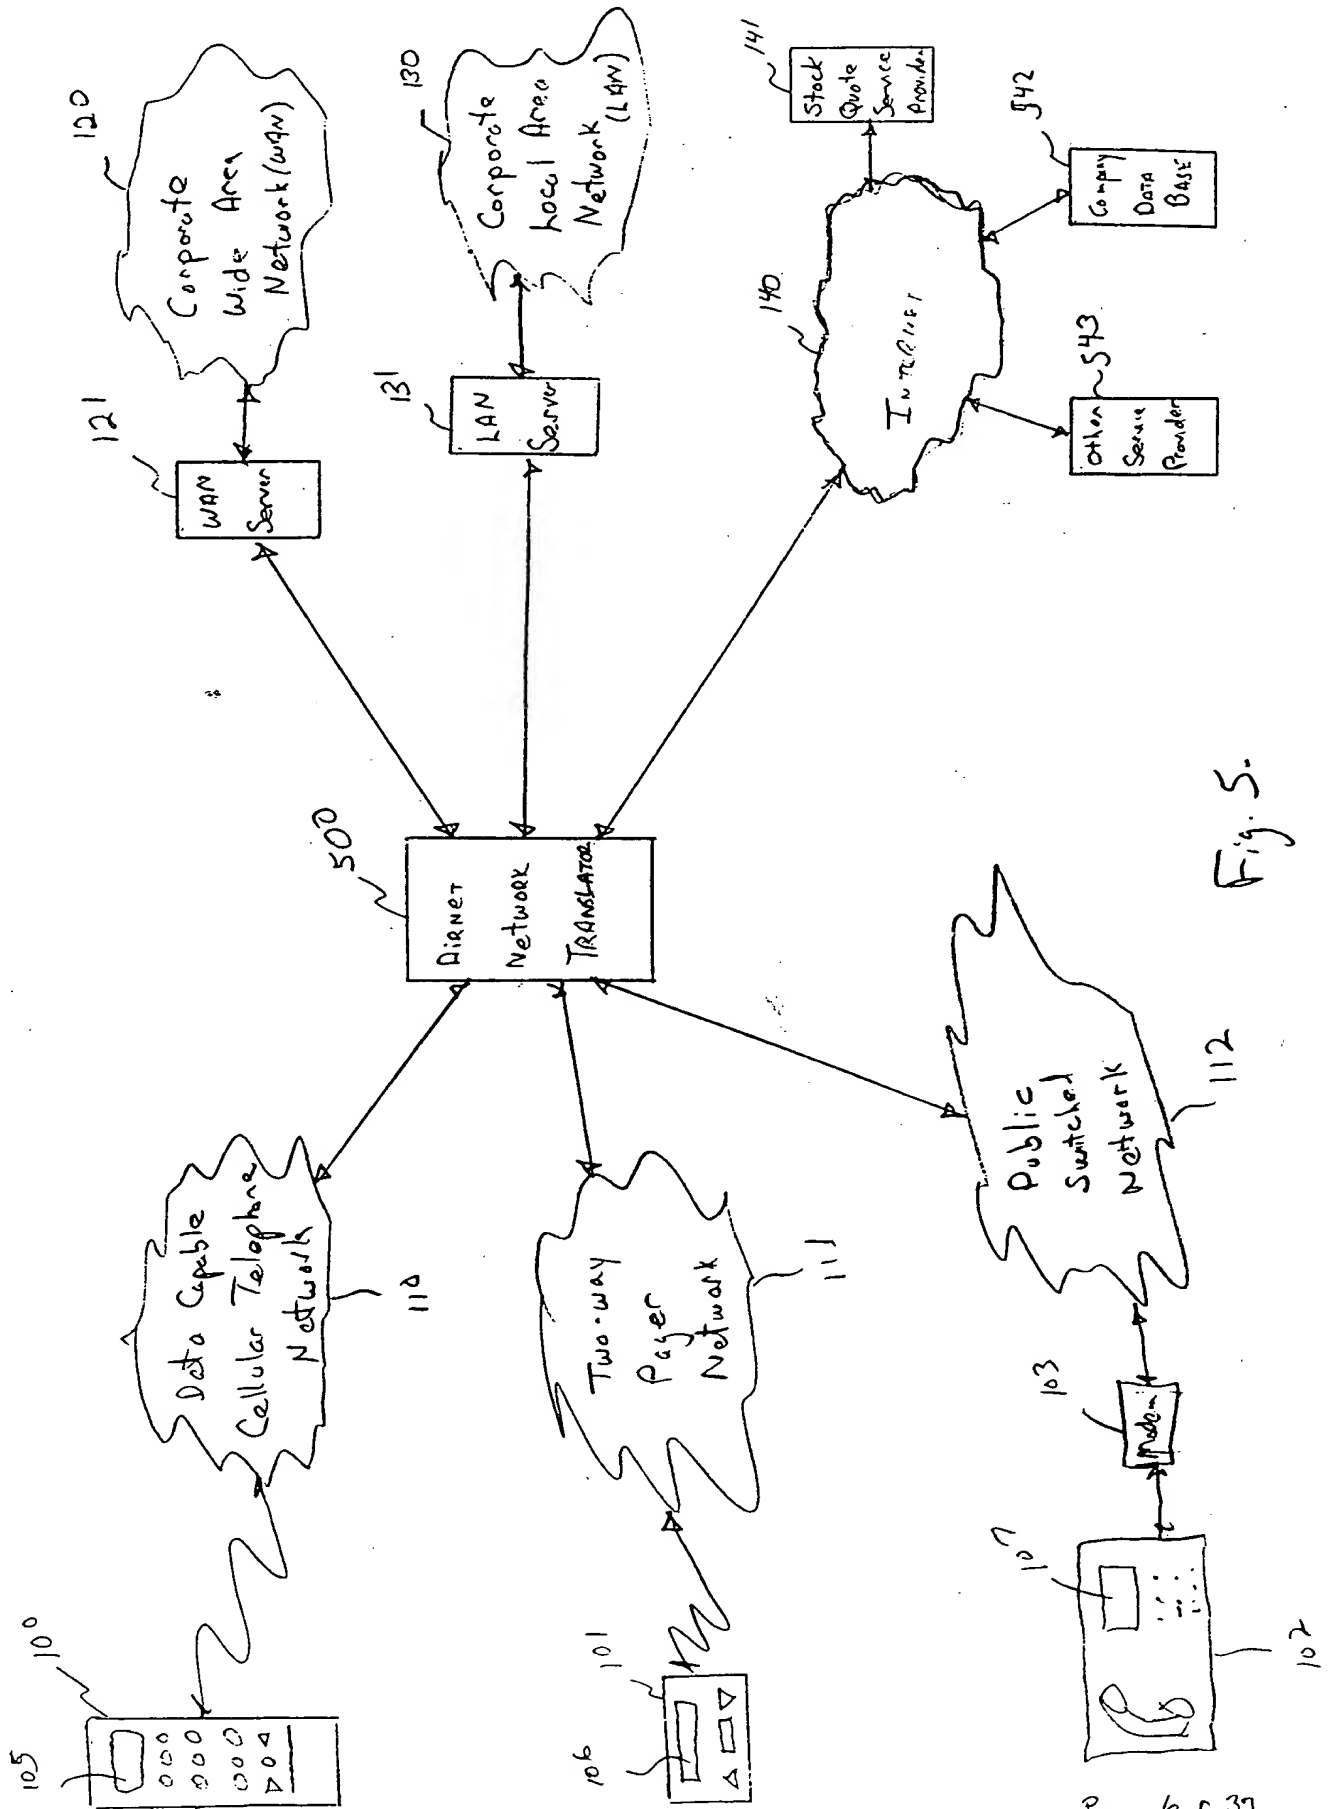 120
Corporate
Wide Area
Network (WAN)
121
WAN
Server
130
Corporate
Local Area
Network
(LAN)
131
LAN
Server
141
Stock
Quote
Service
Provider
542
Company
DATA
BASE
140
INTERNET
543
Other
Service
Provider
500
AIRNET
NETWORK
TRANSLATOR
Data Capable
Cellular Telephone
Network
110
Two-way
Pager
Network
111
Public
Switched
Network
112
100
105
101
106
103
Modem
107
102
Fig. 5.